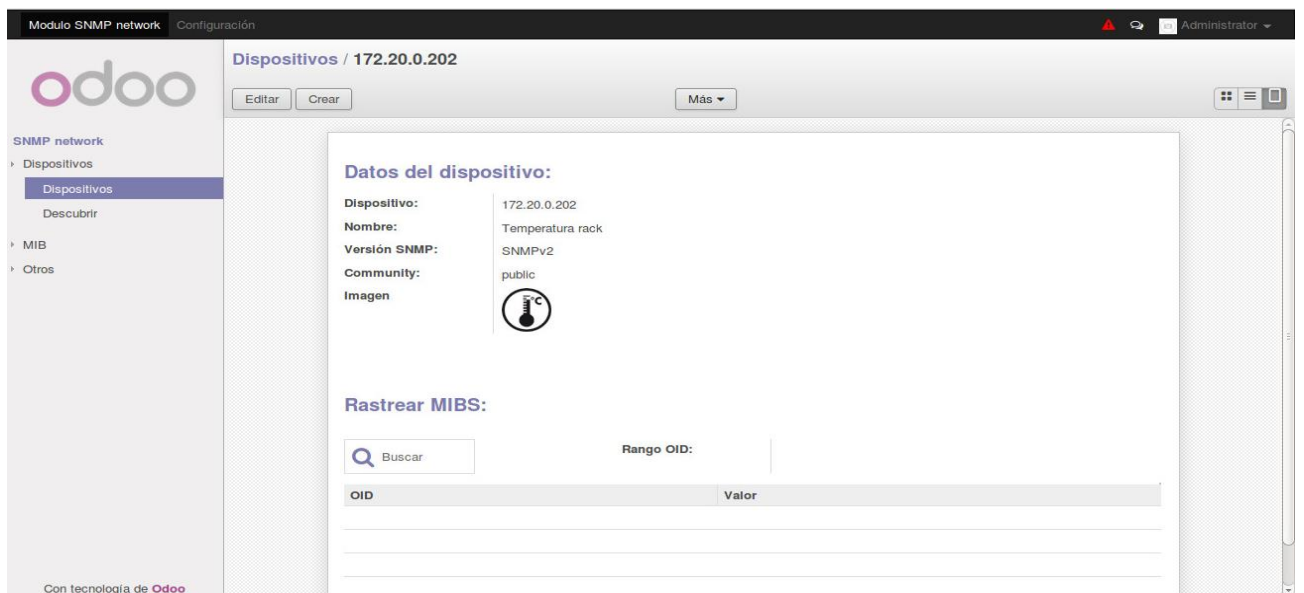 Modulo SNMP network Configuración Administrator
odoo
Dispositivos / 172.20.0.202
Editar Crear Más
SNMP network
Dispositivos
Dispositivos
Descubrir
MIB
Otros
Con tecnología de Odoo
Datos del dispositivo:
Dispositivo: 172.20.0.202
Nombre: Temperatura rack
Versión SNMP: SNMPv2
Community: public
Imagen
°C
Rastrear MIBS:
Buscar Rango OID:
OID Valor